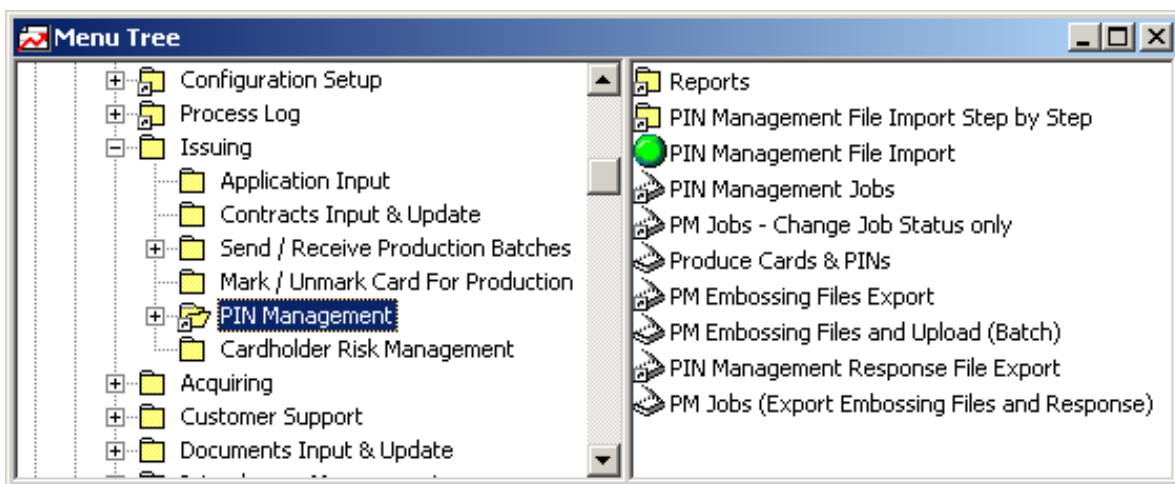 Menu Tree
Configuration Setup
Process Log
Issuing
Application Input
Contracts Input & Update
Send / Receive Production Batches
Mark / Unmark Card For Production
PIN Management
Cardholder Risk Management
Acquiring
Customer Support
Documents Input & Update
Reports
PIN Management File Import Step by Step
PIN Management File Import
PIN Management Jobs
PM Jobs - Change Job Status only
Produce Cards & PINs
PM Embossing Files Export
PM Embossing Files and Upload (Batch)
PIN Management Response File Export
PM Jobs (Export Embossing Files and Response)